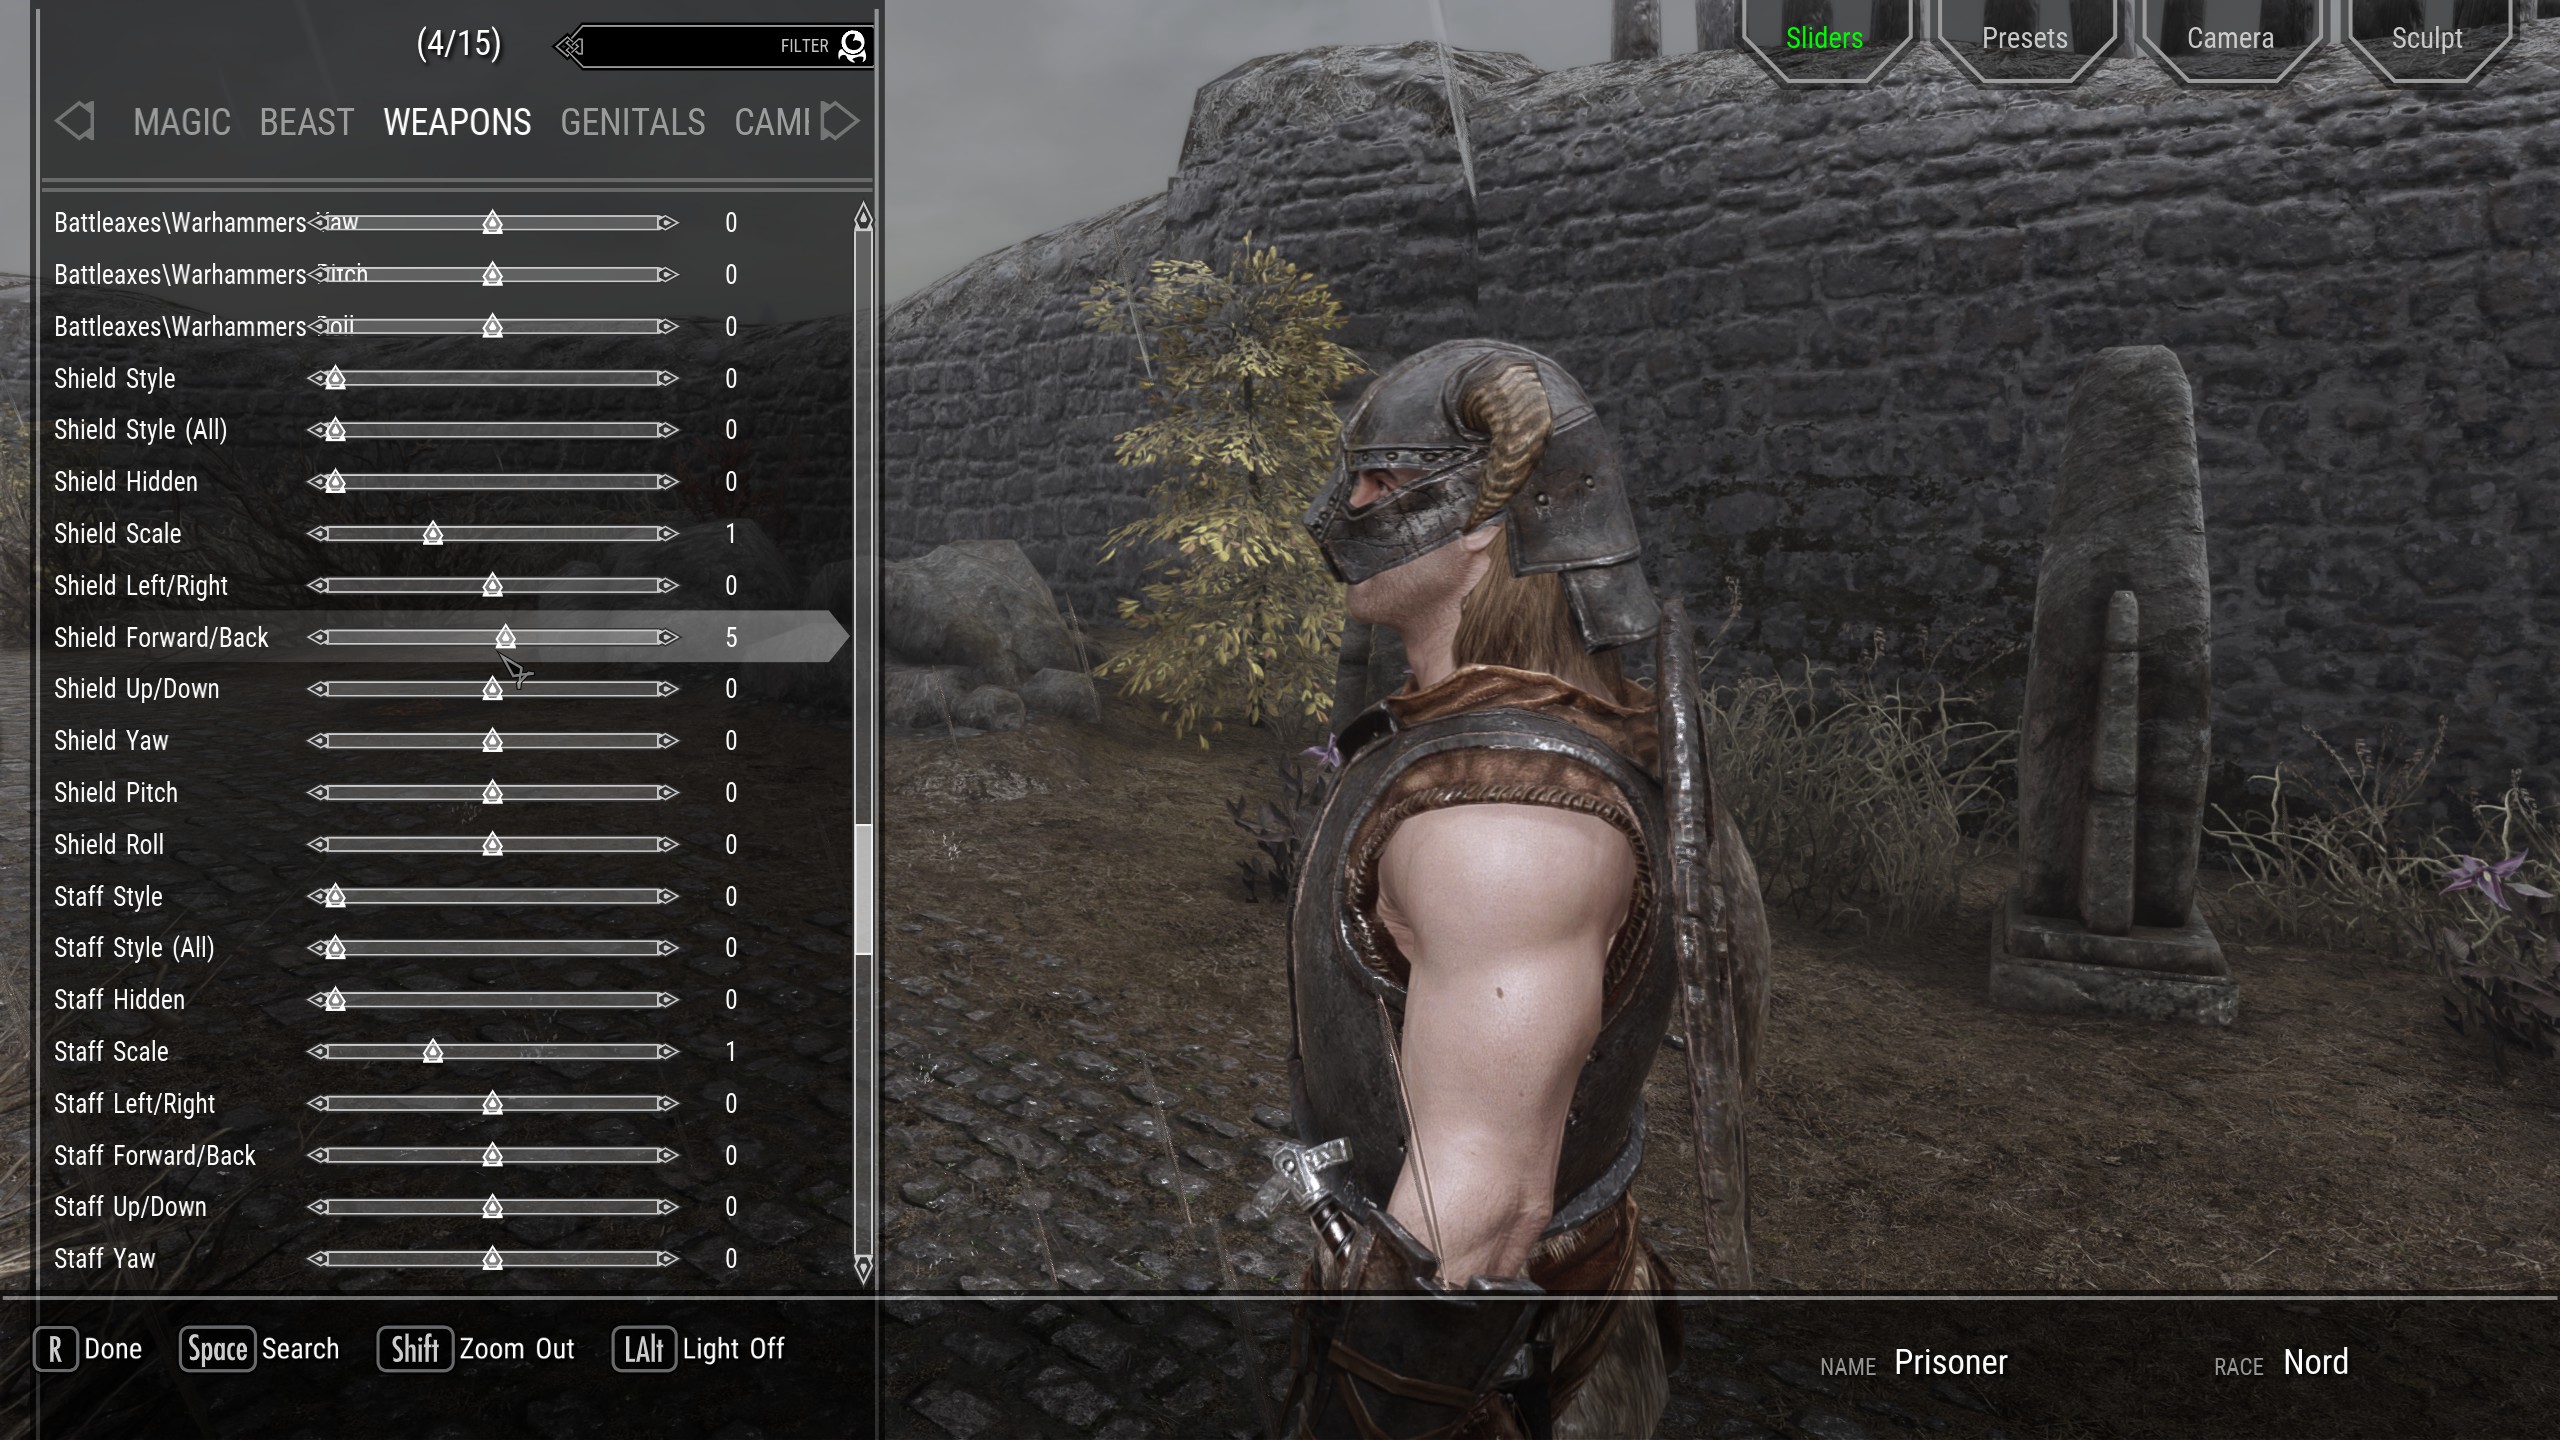 (4/15)
FILTER
Sliders
Presets
Camera
Sculpt
MAGIC
BEAST
WEAPONS
GENITALS
CAMI
Battleaxes\Warhammers Yaw 0
Battleaxes\Warhammers Pitch 0
Battleaxes\Warhammers 0
Shield Style 0
Shield Style (All) 0
Shield Hidden 0
Shield Scale 1
Shield Left/Right 0
Shield Forward/Back 5
Shield Up/Down 0
Shield Yaw 0
Shield Pitch 0
Shield Roll 0
Staff Style 0
Staff Style (All) 0
Staff Hidden 0
Staff Scale 1
Staff Left/Right 0
Staff Forward/Back 0
Staff Up/Down 0
Staff Yaw 0
R Done
Space Search
Shift Zoom Out
LAlt Light Off
NAME Prisoner
RACE Nord